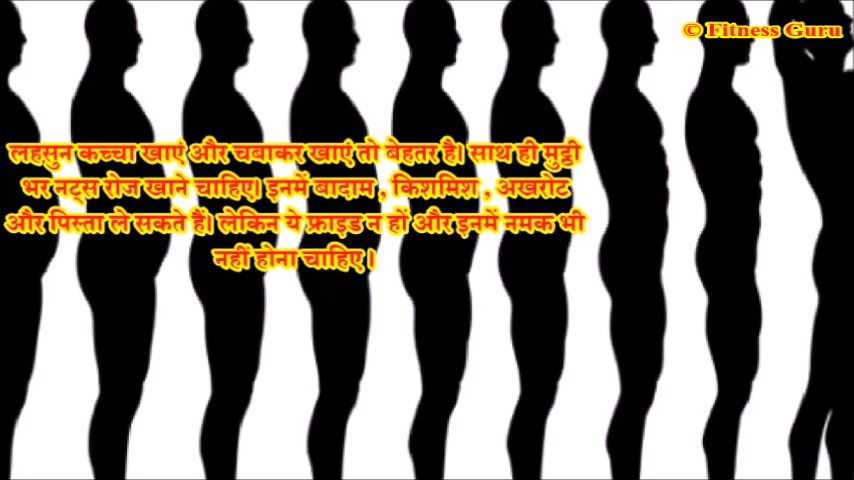 © Fitness Guru
लहसुन कच्चा खाएं और चबाकर खाएं तो बेहतर है। साथ ही मुट्ठी
भर नट्स रोज खाने चाहिए। इनमें बादाम , किशमिश , अखरोट
और पिस्ता ले सकते हैं। लेकिन ये फ्राइड न हों और इनमें नमक भी
नहीं होना चाहिए ।